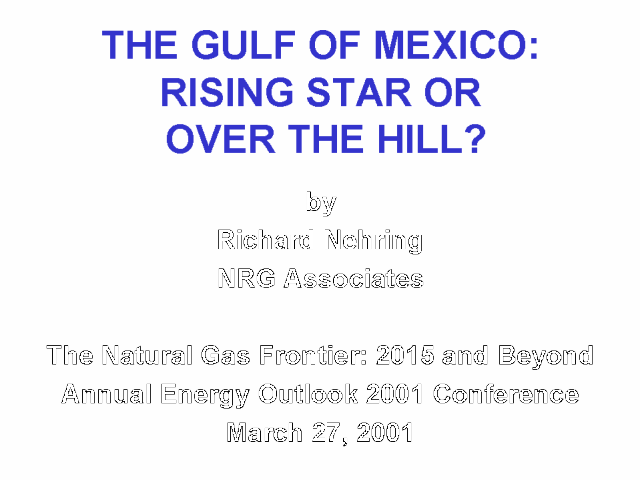 THE GULF OF MEXICO:
RISING STAR OR
OVER THE HILL?
by
Richard Nehring
NRG Associates
The Natural Gas Frontier: 2015 and Beyond
Annual Energy Outlook 2001 Conference
March 27, 2001